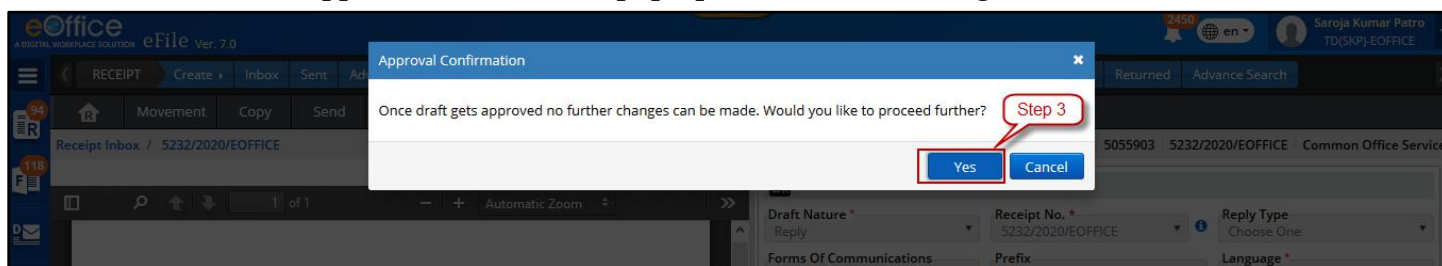 eOffice
A DIGITAL WORKPLACE SOLUTION eFile Ver. 7.0
2450
en
Saroja Kumar Patro
TD(SKP)-EOFFICE
RECEIPT Create Inbox Sent Returned Advance Search
Approval Confirmation
94
R
Movement Copy Send
Once draft gets approved no further changes can be made. Would you like to proceed further?
Step 3
Receipt Inbox / 5232/2020/EOFFICE
5055903 5232/2020/EOFFICE Common Office Service
Yes Cancel
118
F
1 of 1 Automatic Zoom
Draft Nature *
Reply
Receipt No. *
5232/2020/EOFFICE
Reply Type
Choose One
D
Forms Of Communications Prefix Language *